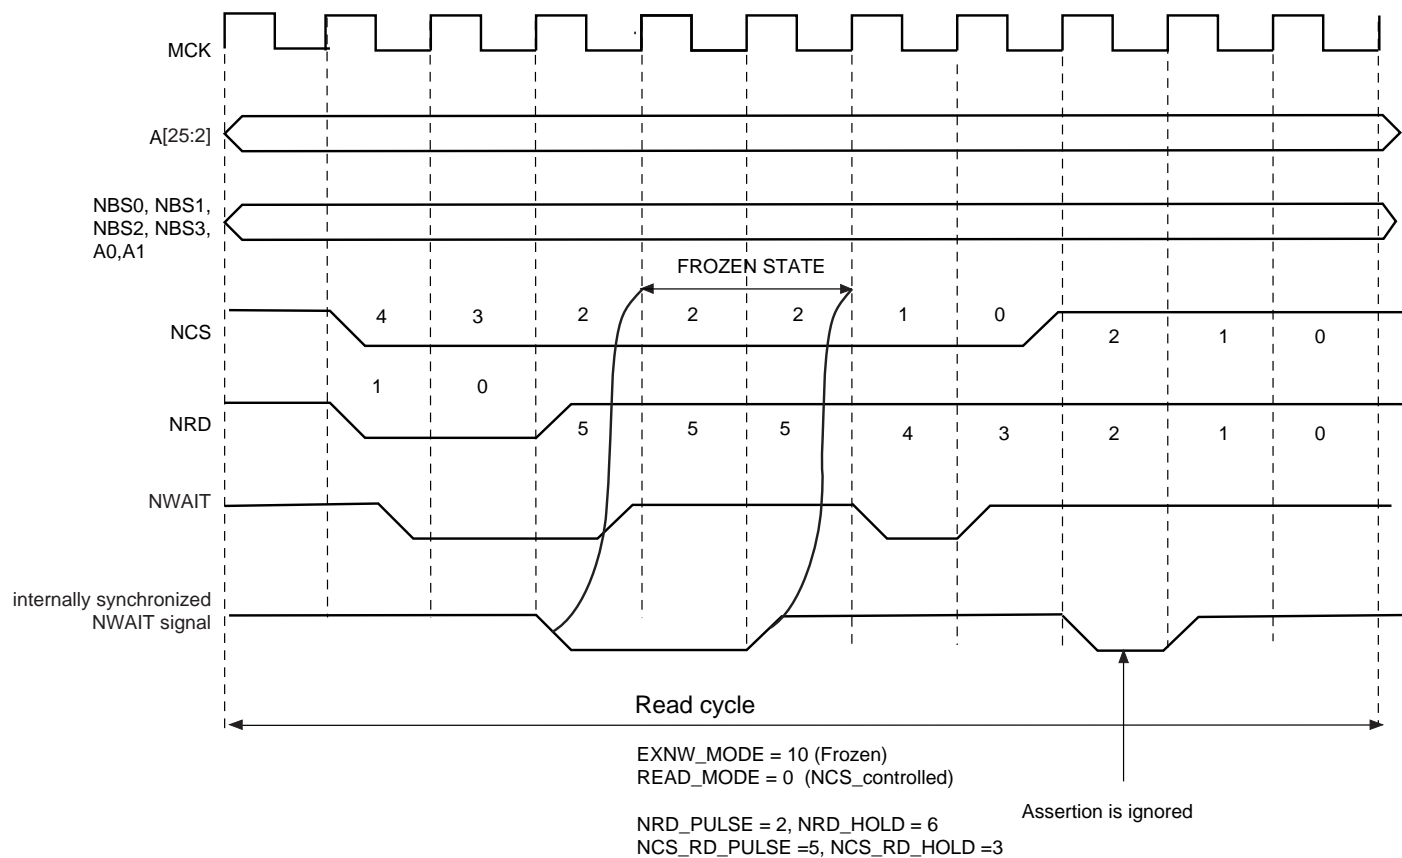 MCK
A[25:2]
NBS0, NBS1,
NBS2, NBS3,
A0,A1
FROZEN STATE
NCS
4 3 2 2 2 1 0
2 1 0
1 0
NRD
5 5 5 4 3 2 1 0
NWAIT
internally synchronized
NWAIT signal
Read cycle
EXNW_MODE = 10 (Frozen)
READ_MODE = 0 (NCS_controlled)
Assertion is ignored
NRD_PULSE = 2, NRD_HOLD = 6
NCS_RD_PULSE =5, NCS_RD_HOLD =3